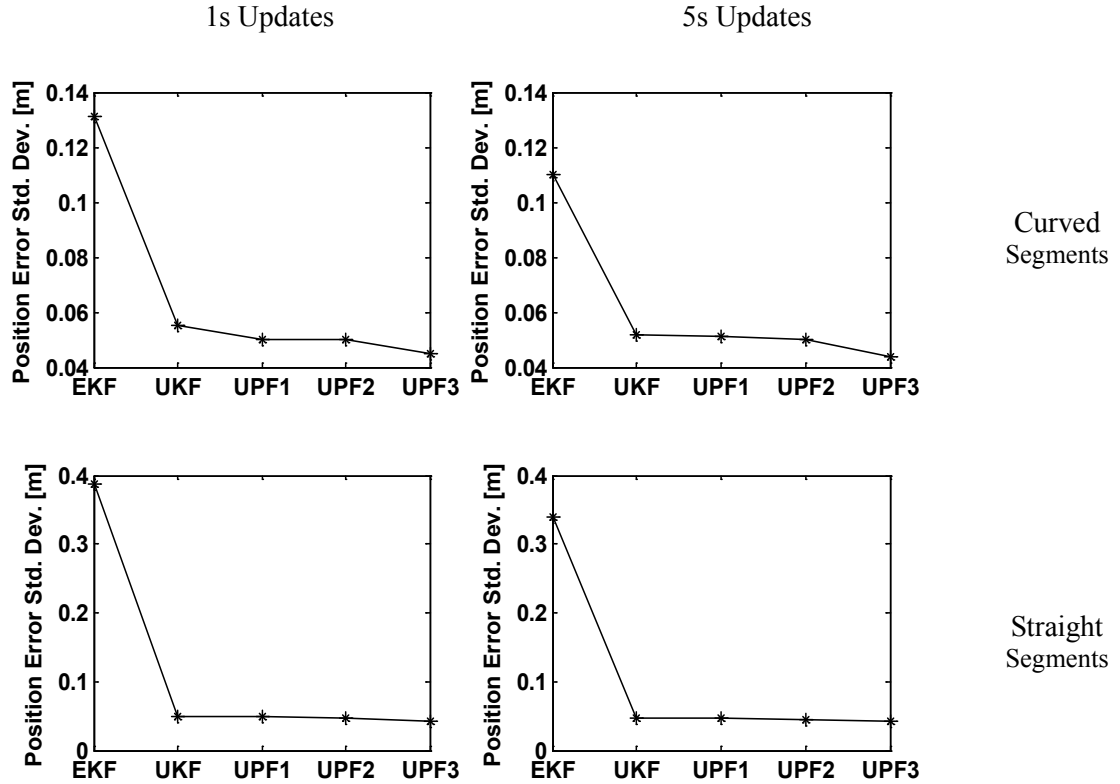 1s Updates
5s Updates
Position Error Std. Dev. [m]
0.14
0.12
0.1
0.08
0.06
0.04
EKF UKF UPF1 UPF2 UPF3
Position Error Std. Dev. [m]
0.14
0.12
0.1
0.08
0.06
0.04
EKF UKF UPF1 UPF2 UPF3
Curved
Segments
Position Error Std. Dev. [m]
0.4
0.3
0.2
0.1
0
EKF UKF UPF1 UPF2 UPF3
Position Error Std. Dev. [m]
0.4
0.3
0.2
0.1
0
EKF UKF UPF1 UPF2 UPF3
Straight
Segments